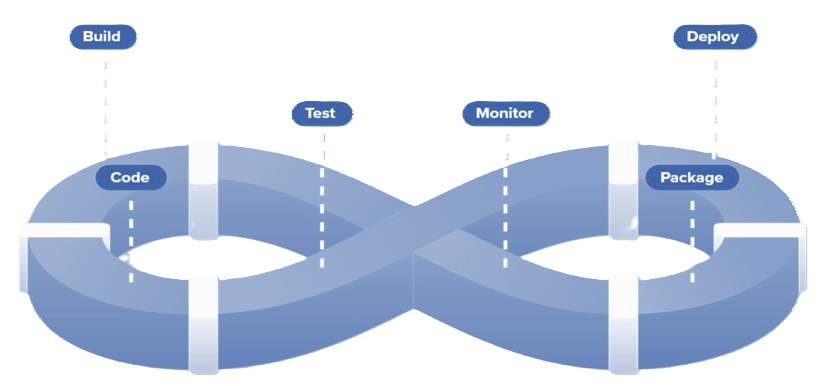 Build
Deploy
Test
Monitor
Code
Package